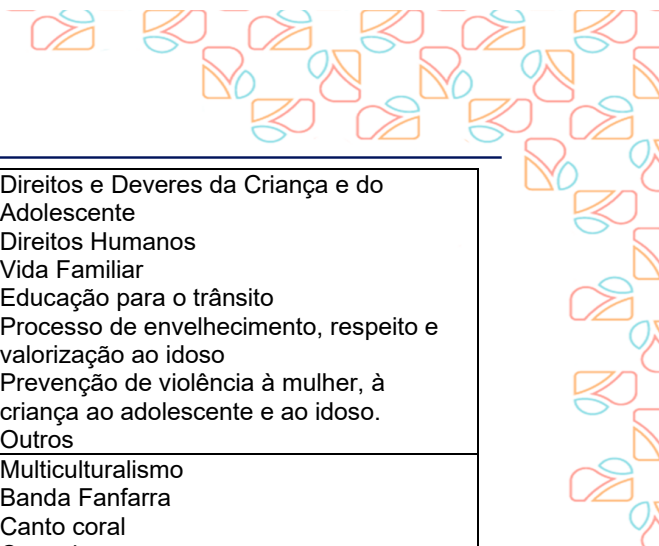 Direitos e Deveres da Criança e do
Adolescente
Direitos Humanos
Vida Familiar
Educação para o trânsito
Processo de envelhecimento, respeito e
valorização ao idoso
Prevenção de violência à mulher, à
criança ao adolescente e ao idoso.
Outros
Multiculturalismo
Banda Fanfarra
Canto coral